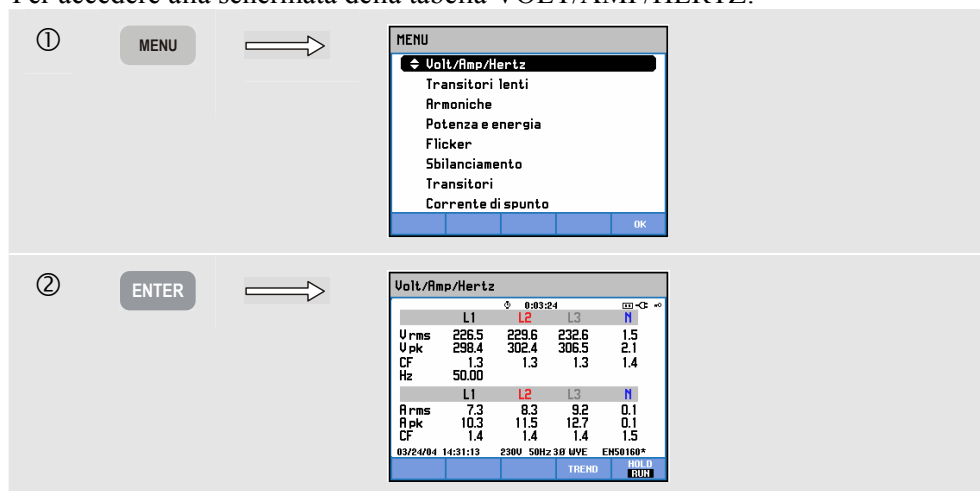 Per accedere alla schermata della tabella VOLT/AMP/HERTZ:
① MENU
MENU
Volt/Amp/Hertz
Transitori lenti
Armoniche
Potenza e energia
Flicker
Sbilanciamento
Transitori
Corrente di spunto
OK
② ENTER
Volt/Amp/Hertz
0:03:24
L1 L2 L3 N
V rms 226.5 229.6 232.6 1.5
V pk 298.4 302.4 306.5 2.1
CF 1.3 1.3 1.3 1.4
Hz 50.00
L1 L2 L3 N
A rms 7.3 8.3 9.2 0.1
A pk 10.3 11.5 12.7 0.1
CF 1.4 1.4 1.4 1.5
03/24/04 14:31:13 230V 50Hz 3Ø WYE EN50160*
TREND HOLD
RUN